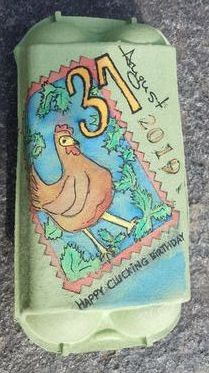 31
August
2019
HAPPY CLUCKING BIRTHDAY